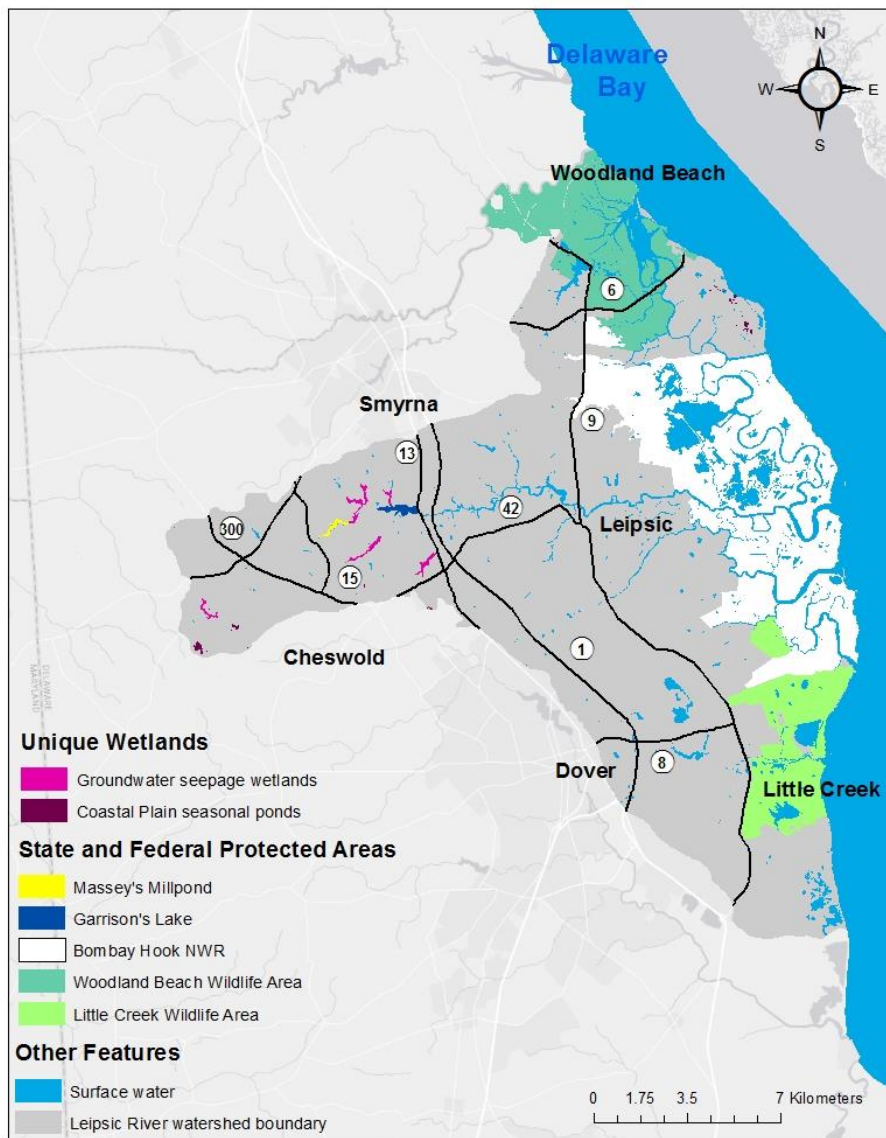 Delaware
Bay
N
W E
S
Woodland Beach
6
Smyrna
9
13
42
Leipsic
300
15
1
Cheswold
DELAWARE
MARYLAND
Unique Wetlands
Groundwater seepage wetlands
Coastal Plain seasonal ponds
Dover
8
Little Creek
State and Federal Protected Areas
Massey's Millpond
Garrison's Lake
Bombay Hook NWR
Woodland Beach Wildlife Area
Little Creek Wildlife Area
Other Features
Surface water
Leipsic River watershed boundary
0 1.75 3.5 7 Kilometers